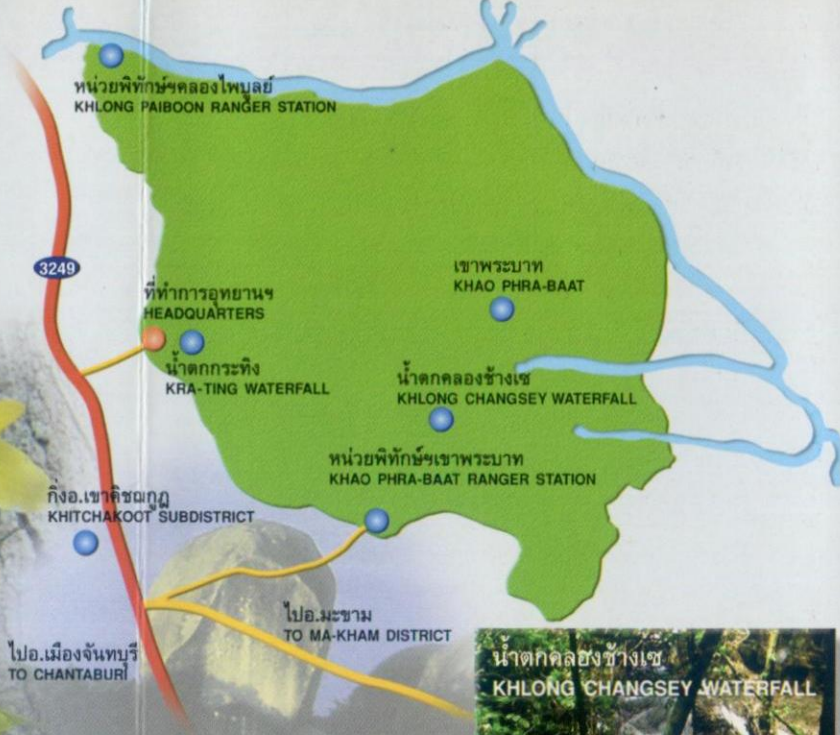 หน่วยพิทักษ์ฯคลองไพบูลย์
KHLONG PAIBOON RANGER STATION
3249
เขาพระบาท
KHAO PHRA-BAAT
ที่ทำการอุทยานฯ
HEADQUARTERS
น้ำตกกระทิง
KRA-TING WATERFALL
น้ำตกคลองช้างเซ
KHLONG CHANGSEY WATERFALL
หน่วยพิทักษ์ฯเขาพระบาท
KHAO PHRA-BAAT RANGER STATION
กิ่งอ.เขาคิชฌกูฏ
KHITCHAKOOT SUBDISTRICT
ไปอ.มะขาม
TO MA-KHAM DISTRICT
ไปอ.เมืองจันทบุรี
TO CHANTABURI
น้ำตกคลองช้างเซ
KHLONG CHANGSEY WATERFALL